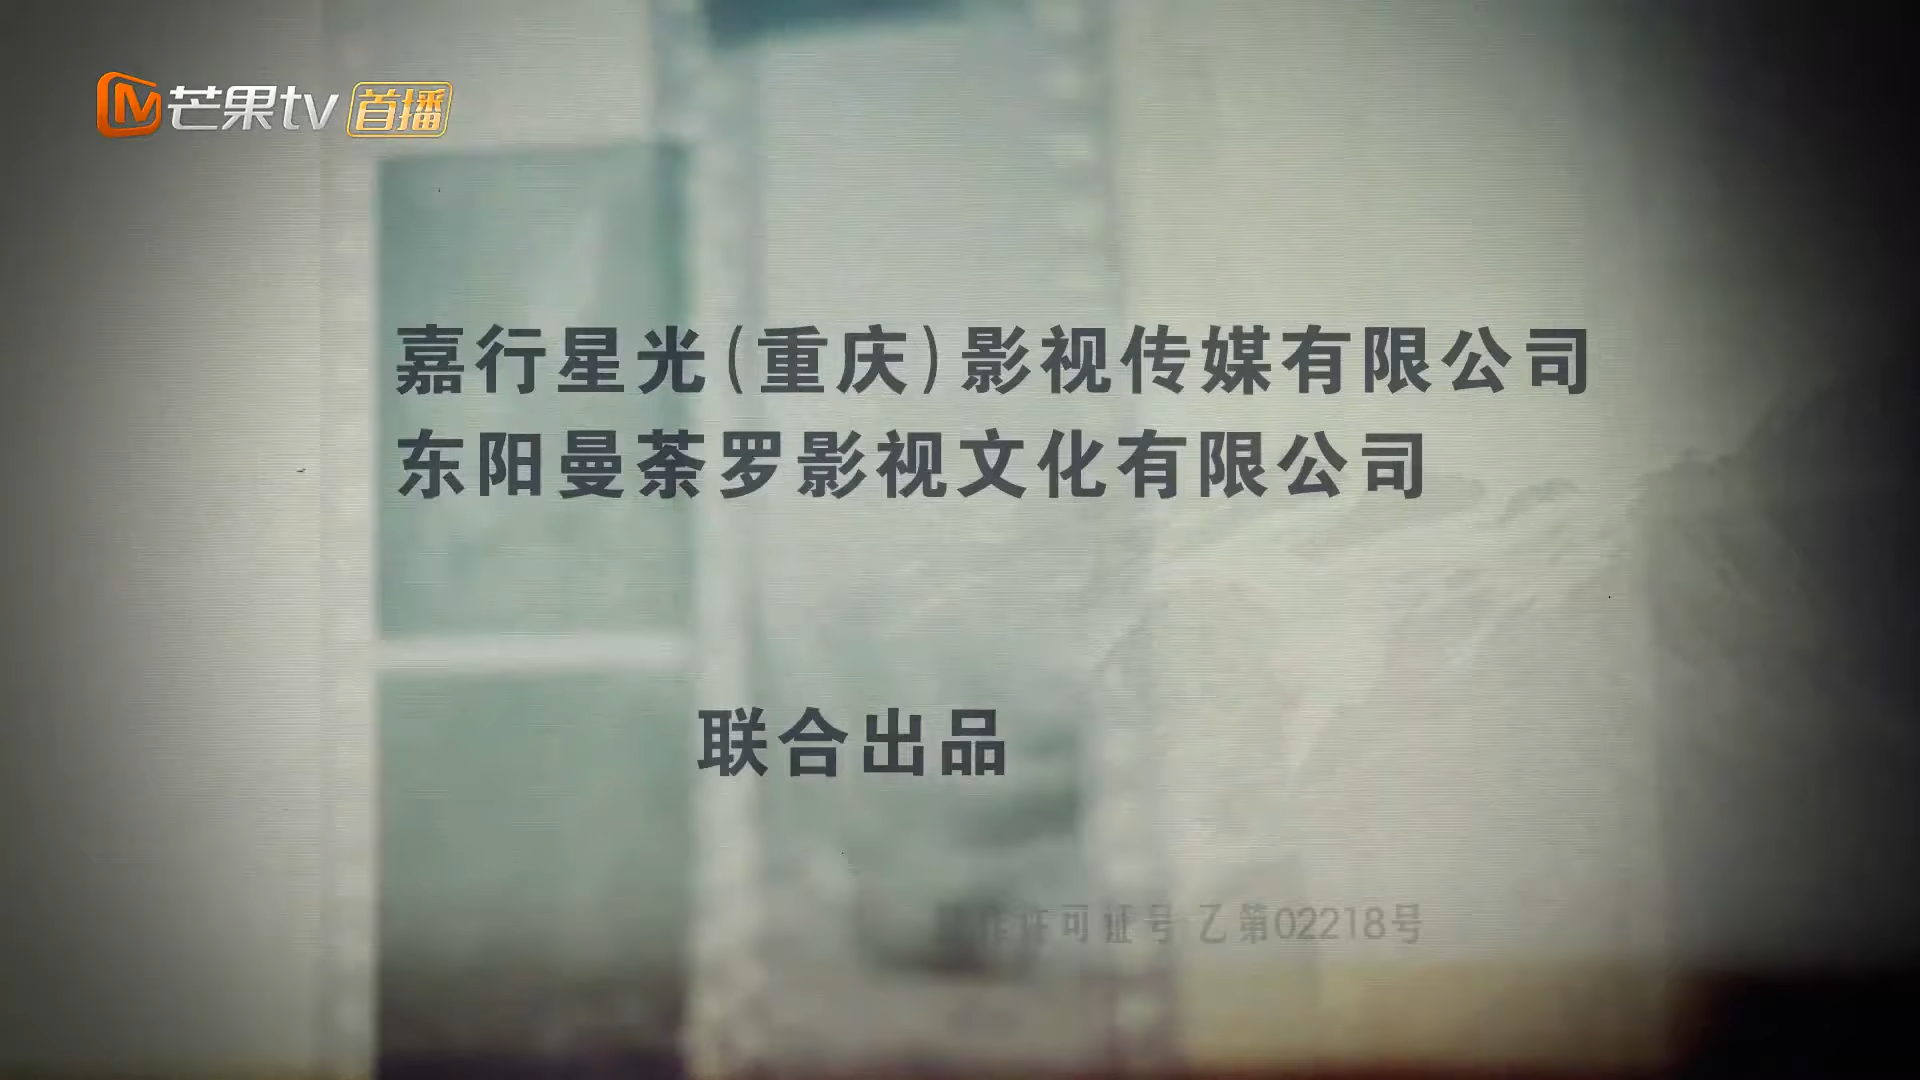 芒果tv 首播
嘉行星光(重庆)影视传媒有限公司
东阳曼荼罗影视文化有限公司
联合出品
作许可证号 乙第02218号